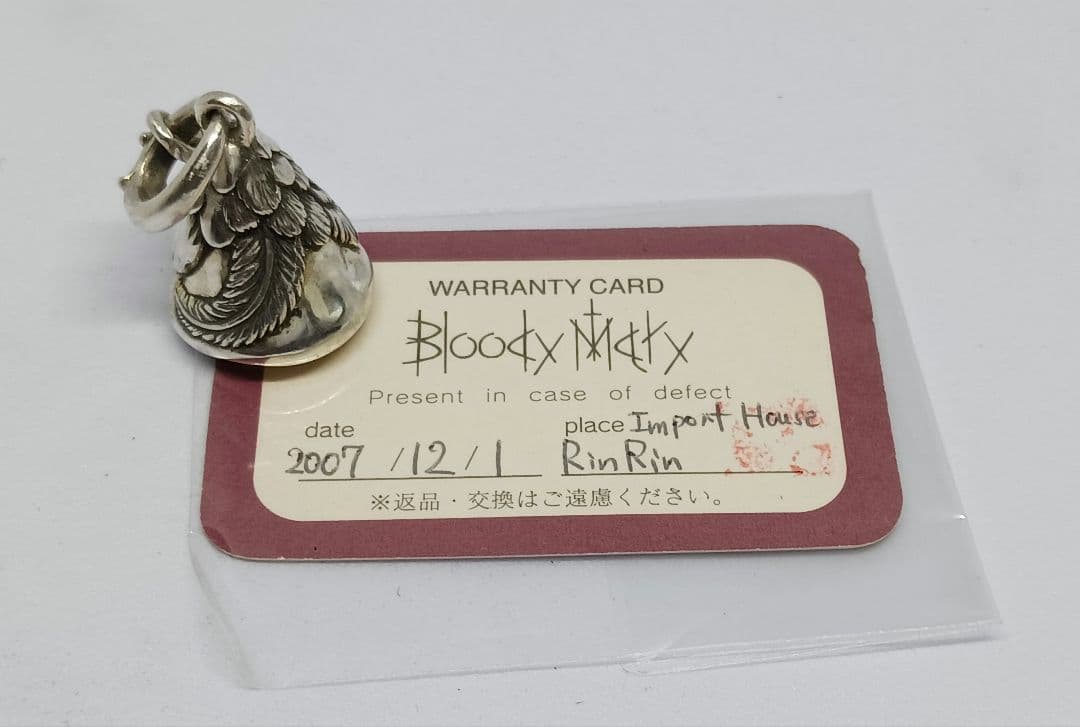 WARRANTY CARD
Bloody Mary
Present in case of defect
date place Import House
2007/12/1 RinRin
※返品・交換はご遠慮ください。